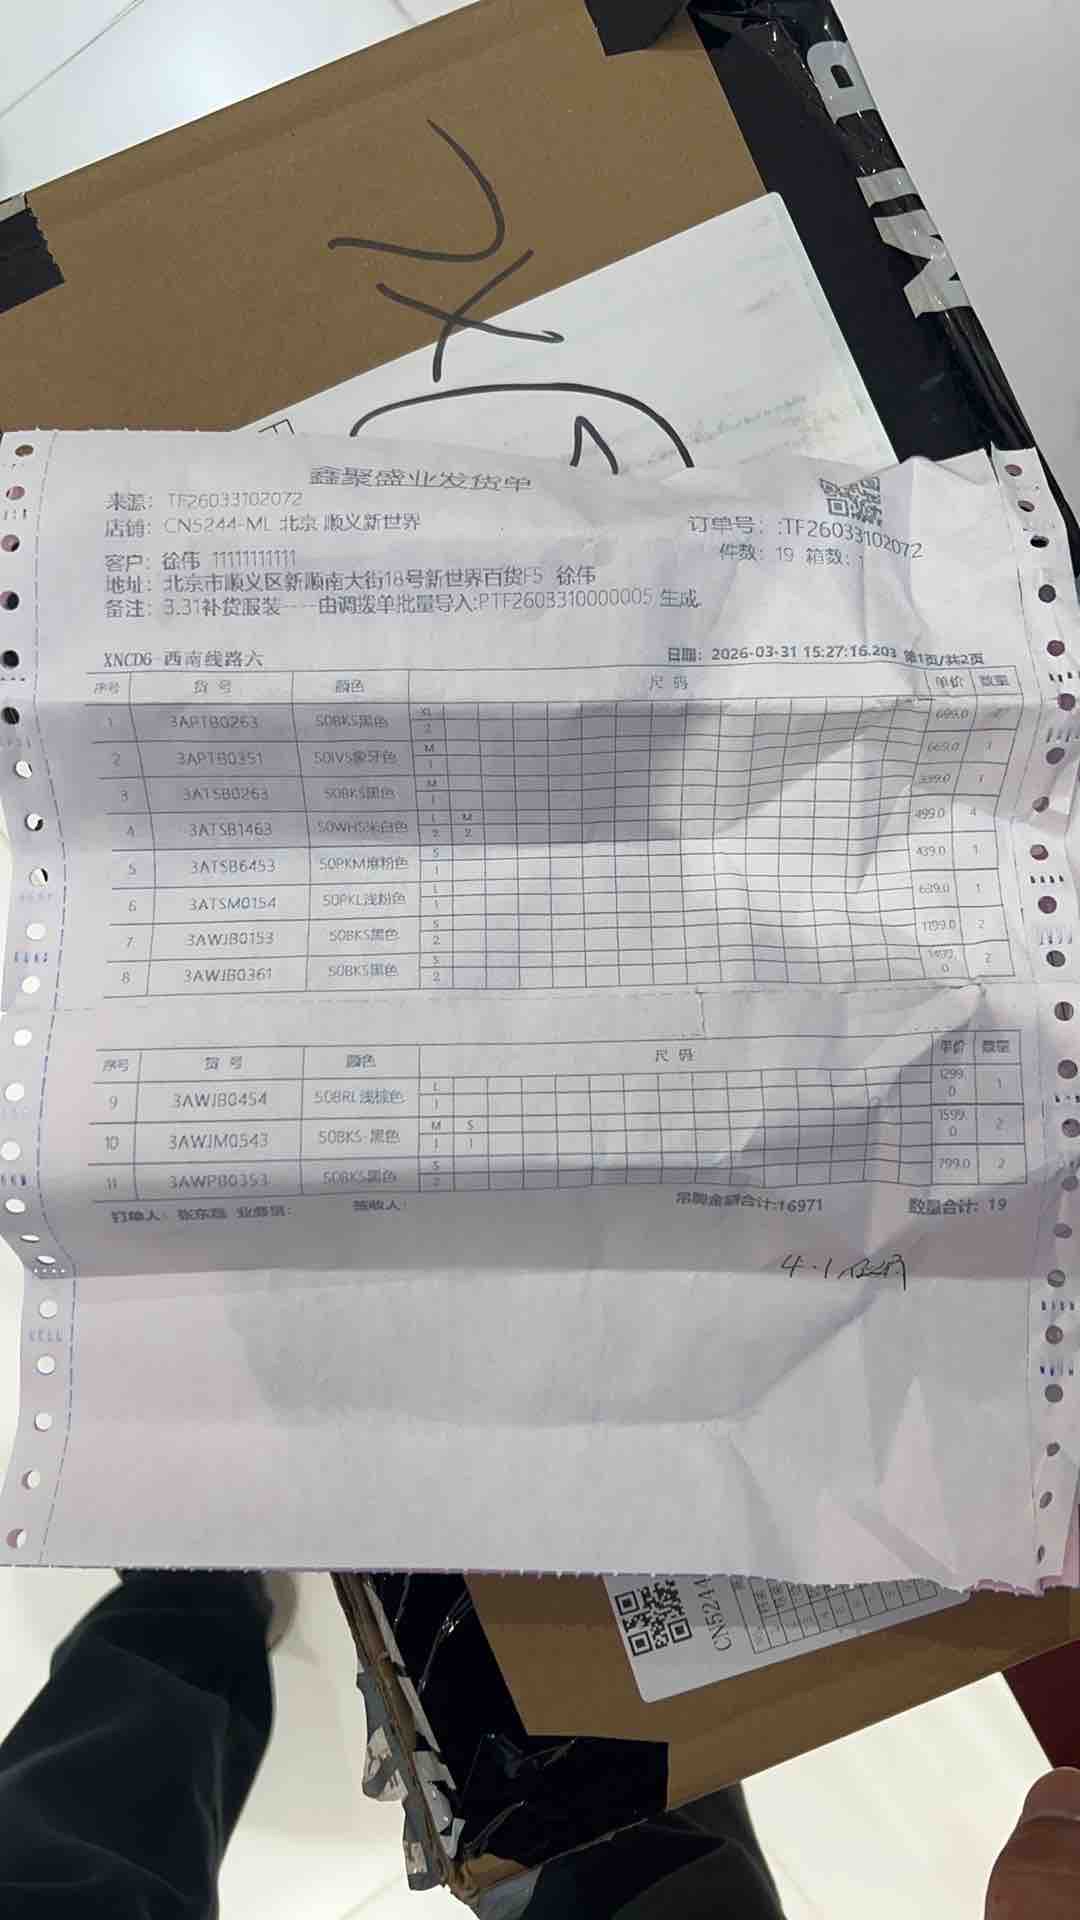 MLB
鑫聚盛业发货单
来源: TF26033102072
店铺: CN5244-ML 北京 顺义新世界
订单号: :TF26033102072
客户: 徐伟 11111111111
件数: 19 箱数: 1
地址: 北京市顺义区新顺南大街18号新世界百货F5 徐伟
备注: 3.31补货服装----由调拨单批量导入:PTF2603310000005 生成
XNCD6 西南线路六
日期: 2026-03-31 15:27:16.203 第1页/共2页
序号 货 号 颜色 尺 码 单价 数量
1 3APTB0263 50BKS黑色 XL 2 699.0 2
2 3APTB0351 50IVS象牙色 M 1 669.0 1
3 3ATSB0263 50BKS黑色 M 1 399.0 1
4 3ATSB1463 50WHS米白色 L M 2 2 499.0 4
5 3ATSB6453 50PKM麻粉色 S 1 439.0 1
6 3ATSM0154 50PKL浅粉色 L 1 639.0 1
7 3AWJB0153 50BKS黑色 S 2 1199.0 2
8 3AWJB0361 50BKS黑色 S 2 2
序号 货 号 颜色 尺 码 单价 数量
9 3AWJB0454 50BRL浅棕色 L 1 1299.0 1
10 3AWJM0543 50BKS-黑色 M S 1 1 1599.0 2
11 3AWPB0353 50BKS黑色 S 2 799.0 2
打单人: 业务员: 签收人: 吊牌金额合计:16971 数量合计: 19
4.1
CN5244